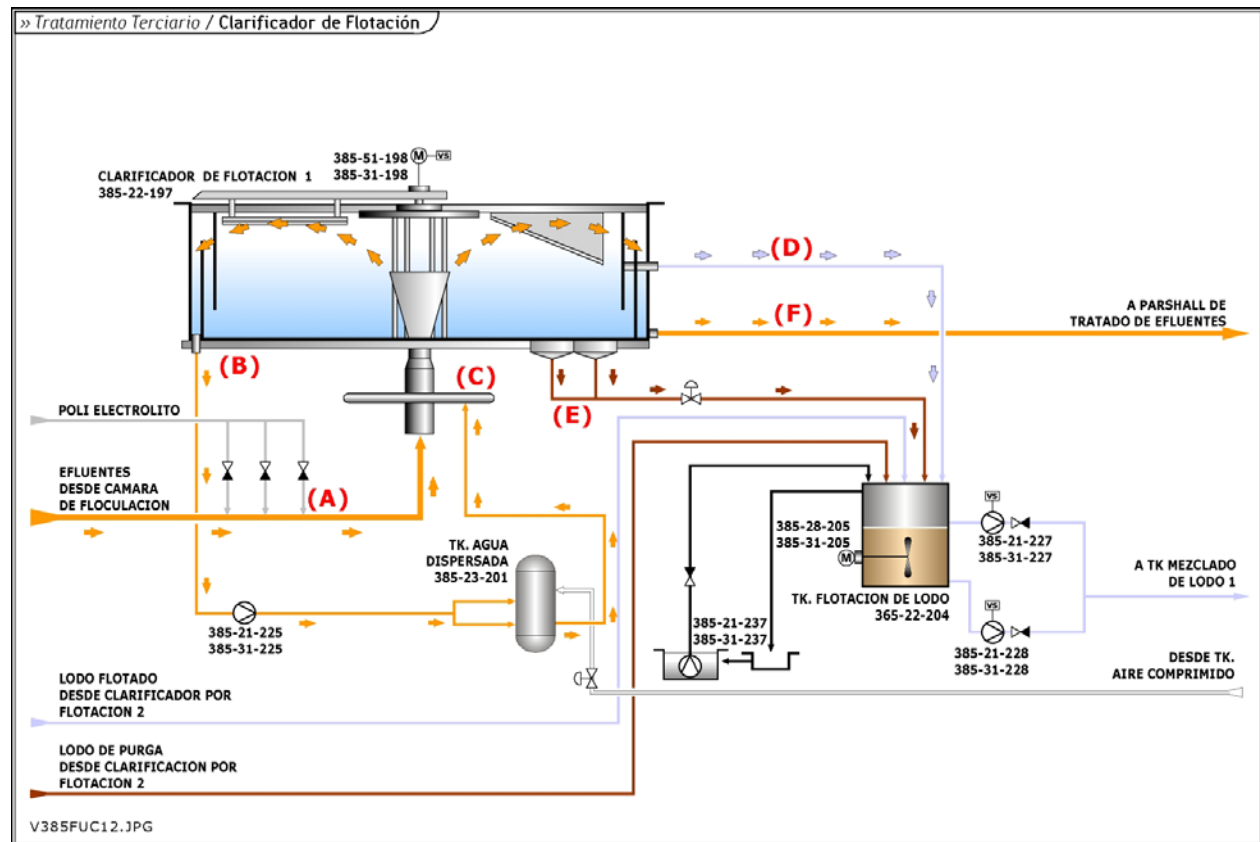 » Tratamiento Terciario / Clarificador de Flotación
385-51-198
385-31-198
M
VS
CLARIFICADOR DE FLOTACION 1
385-22-197
(D)
(F)
A PARSHALL DE
TRATADO DE EFLUENTES
(B)
(C)
(E)
POLI ELECTROLITO
EFLUENTES
DESDE CAMARA
DE FLOCULACION
(A)
TK. AGUA
DISPERSADA
385-23-201
385-28-205
385-31-205
M
VS
385-21-227
385-31-227
A TK MEZCLADO
DE LODO 1
TK. FLOTACION DE LODO
365-22-204
VS
385-21-228
385-31-228
385-21-225
385-31-225
385-21-237
385-31-237
DESDE TK.
AIRE COMPRIMIDO
LODO FLOTADO
DESDE CLARIFICADOR POR
FLOTACION 2
LODO DE PURGA
DESDE CLARIFICACION POR
FLOTACION 2
V385FUC12.JPG